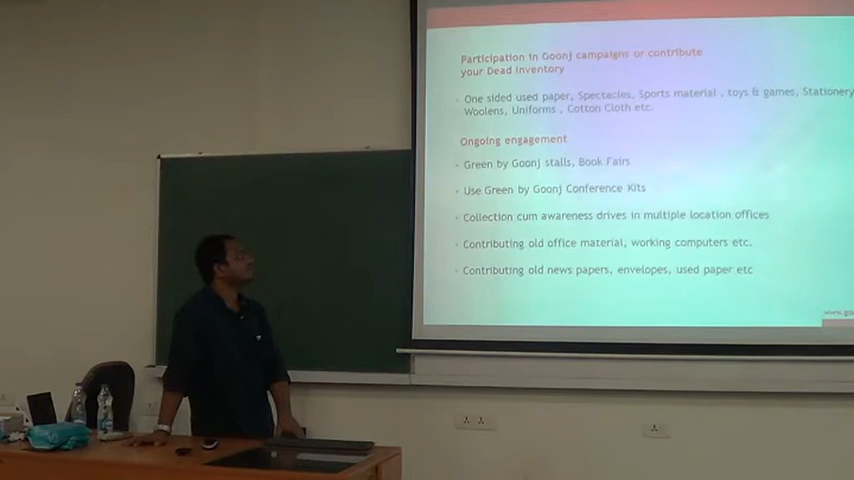 Participation in Goonj campaigns or contribute
your Dead Inventory
One sided used paper, Spectacles, Sports material , toys & games, Stationery
Woolens, Uniforms , Cotton Cloth etc.
Ongoing engagement
Green by Goonj stalls, Book Fairs
Use Green by Goonj Conference Kits
Collection cum awareness drives in multiple location offices
Contributing old office material, working computers etc.
Contributing old news papers, envelopes, used paper etc